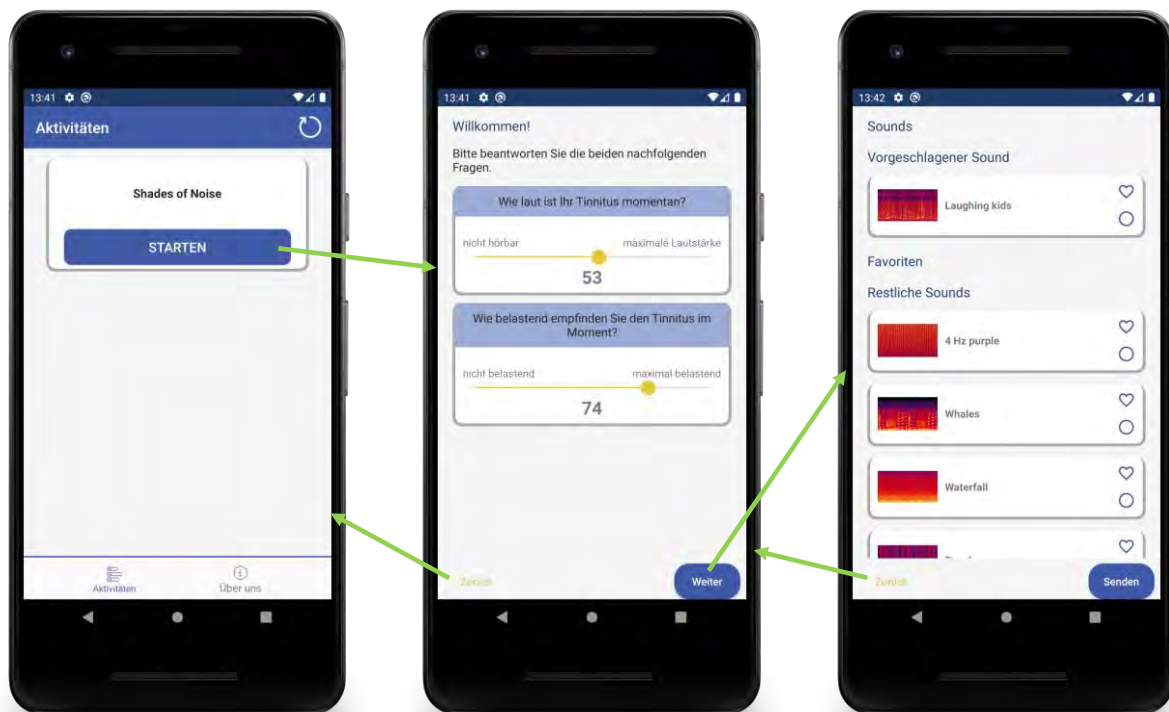 13:41
Aktivitäten
Shades of Noise
STARTEN
Aktivitäten
Über uns
13:41
Willkommen!
Bitte beantworten Sie die beiden nachfolgenden
Fragen.
Wie laut ist Ihr Tinnitus momentan?
nicht hörbar
maximale Lautstärke
53
Wie belastend empfinden Sie den Tinnitus im
Moment?
nicht belastend
maximal belastend
74
Zurück
Weiter
13:42
Sounds
Vorgeschlagener Sound
Laughing kids
Favoriten
Restliche Sounds
4 Hz purple
Whales
Waterfall
Zurück
Senden